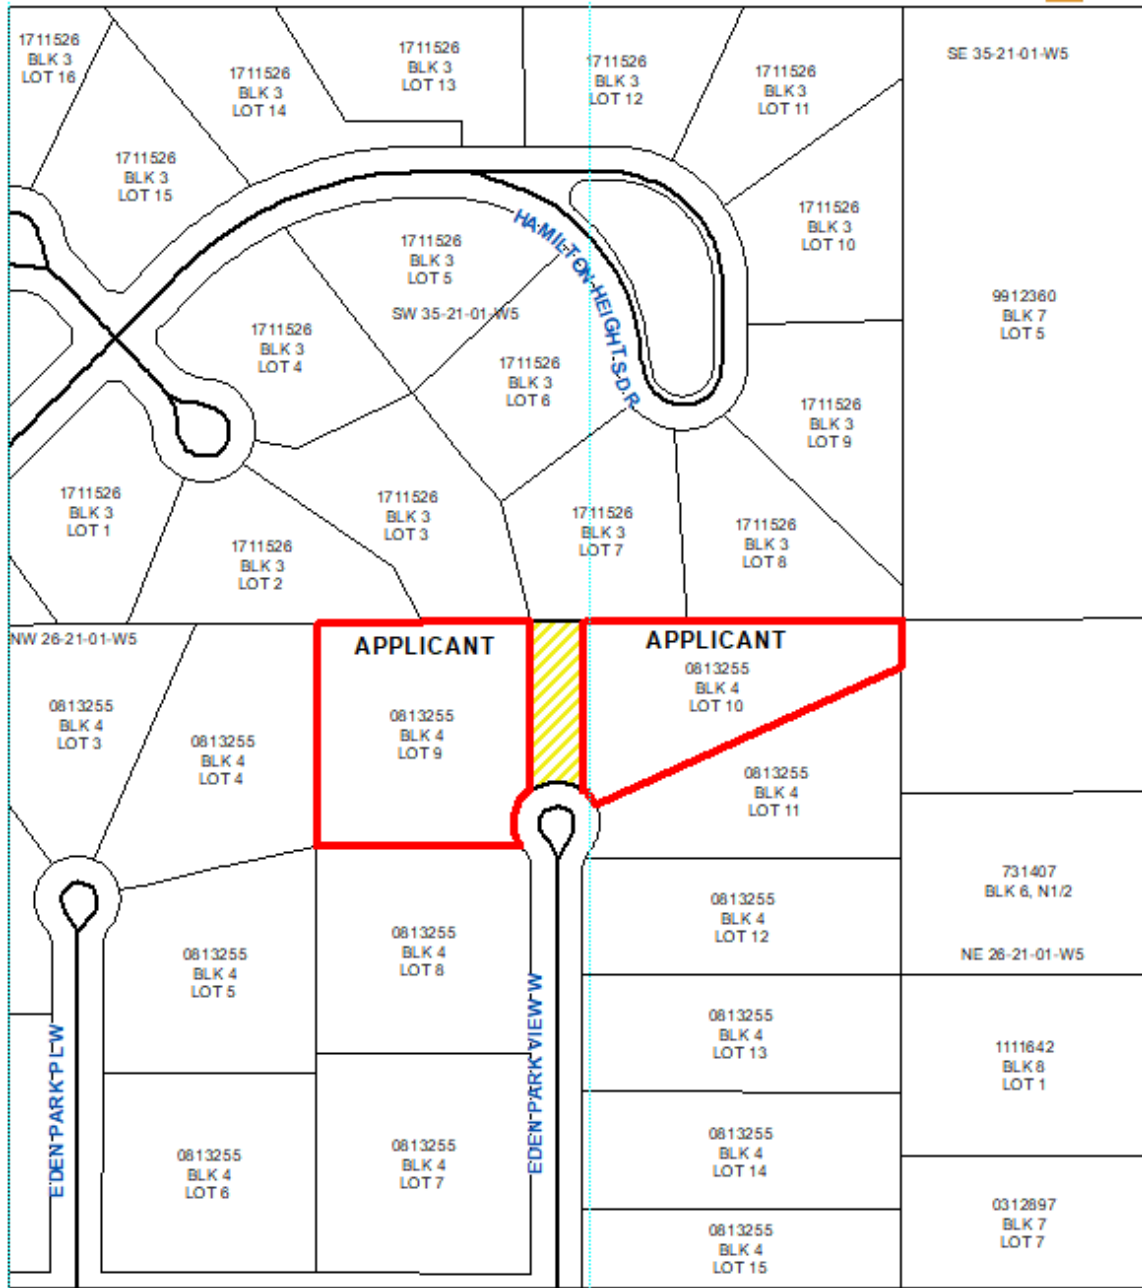 1711526
BLK 3
LOT 16
1711526
BLK 3
LOT 14
1711526
BLK 3
LOT 13
1711526
BLK 3
LOT 12
1711526
BLK 3
LOT 11
SE 35-21-01-W5
1711526
BLK 3
LOT 15
1711526
BLK 3
LOT 10
1711526
BLK 3
LOT 5
HAMILTON HEIGHTS DR
SW 35-21-01-W5
9912360
BLK 7
LOT 5
1711526
BLK 3
LOT 4
1711526
BLK 3
LOT 6
1711526
BLK 3
LOT 9
1711526
BLK 3
LOT 1
1711526
BLK 3
LOT 3
1711526
BLK 3
LOT 7
1711526
BLK 3
LOT 8
1711526
BLK 3
LOT 2
NW 26-21-01-W5
APPLICANT
APPLICANT
0813255
BLK 4
LOT 10
0813255
BLK 4
LOT 3
0813255
BLK 4
LOT 4
0813255
BLK 4
LOT 9
0813255
BLK 4
LOT 11
731407
BLK 6, N1/2
0813255
BLK 4
LOT 12
NE 26-21-01-W5
0813255
BLK 4
LOT 8
0813255
BLK 4
LOT 5
EDEN PARK PL W
EDEN PARK VIEW W
0813255
BLK 4
LOT 13
1111642
BLK 8
LOT 1
0813255
BLK 4
LOT 6
0813255
BLK 4
LOT 7
0813255
BLK 4
LOT 14
0312897
BLK 7
LOT 7
0813255
BLK 4
LOT 15